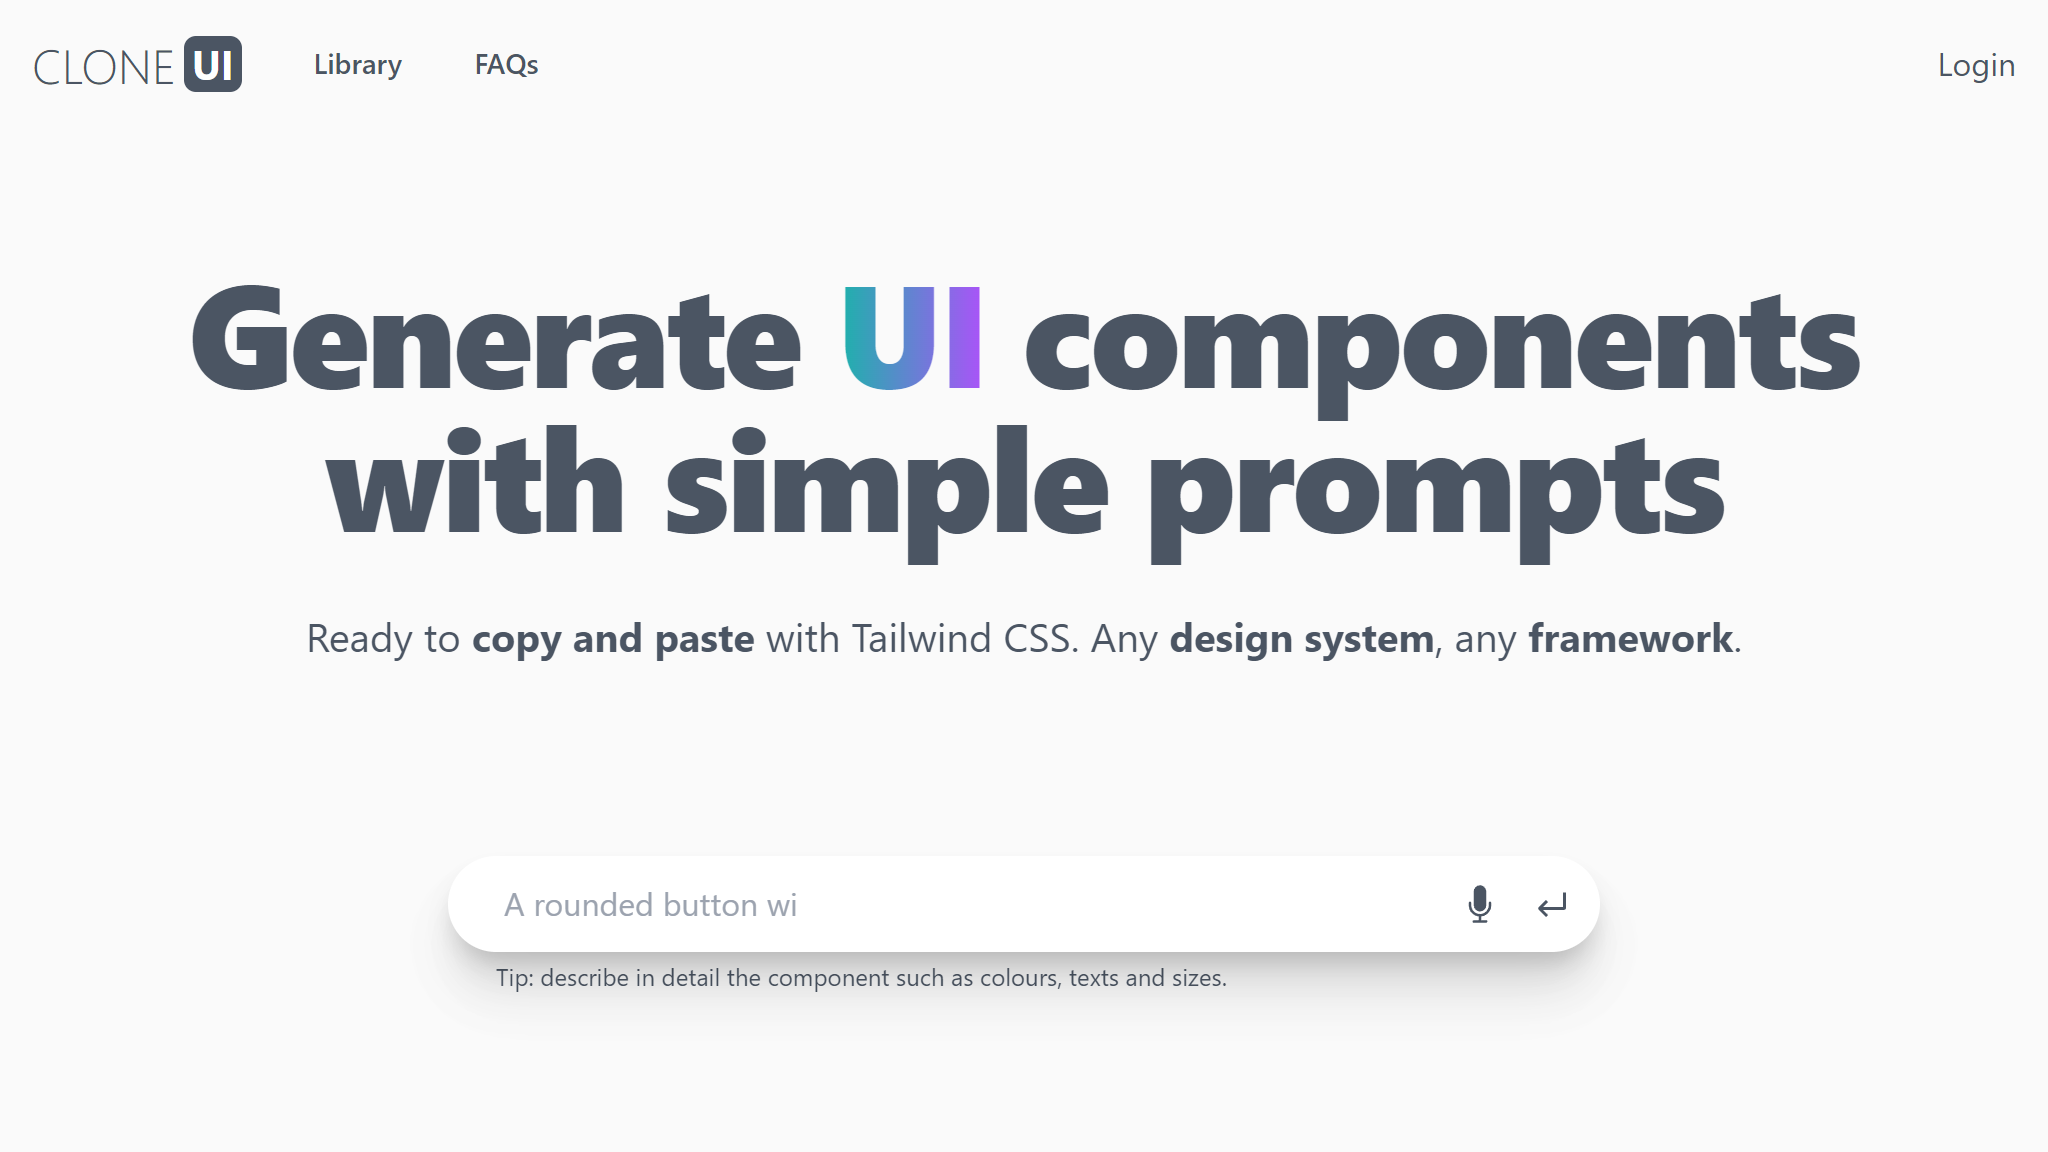 CLONE UI
Library
FAQs
Login
Generate UI components
with simple prompts
Ready to copy and paste with Tailwind CSS. Any design system, any framework.
A rounded button wi
Tip: describe in detail the component such as colours, texts and sizes.